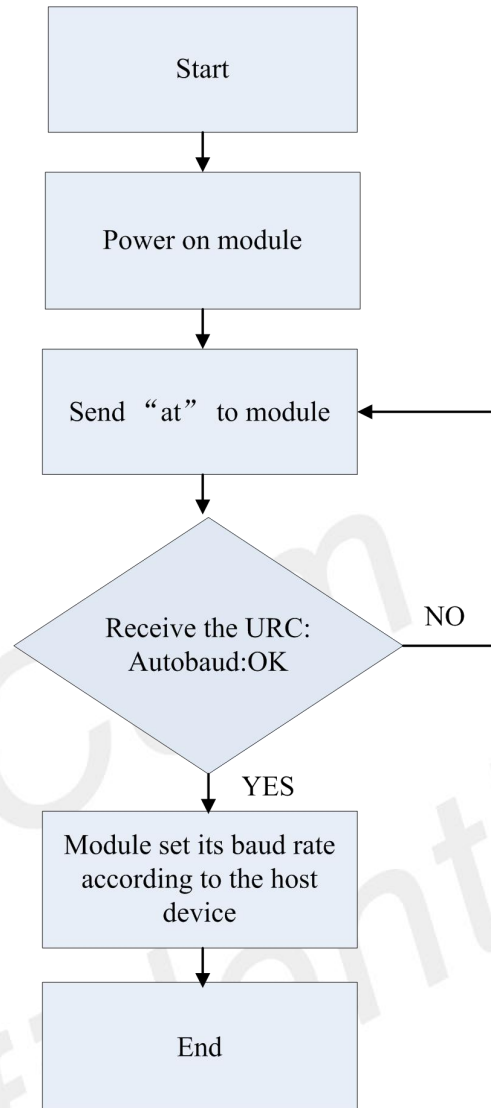 Start
Power on module
Send “at” to module
Receive the URC:
Autobaud:OK
NO
YES
Module set its baud rate
according to the host
device
End